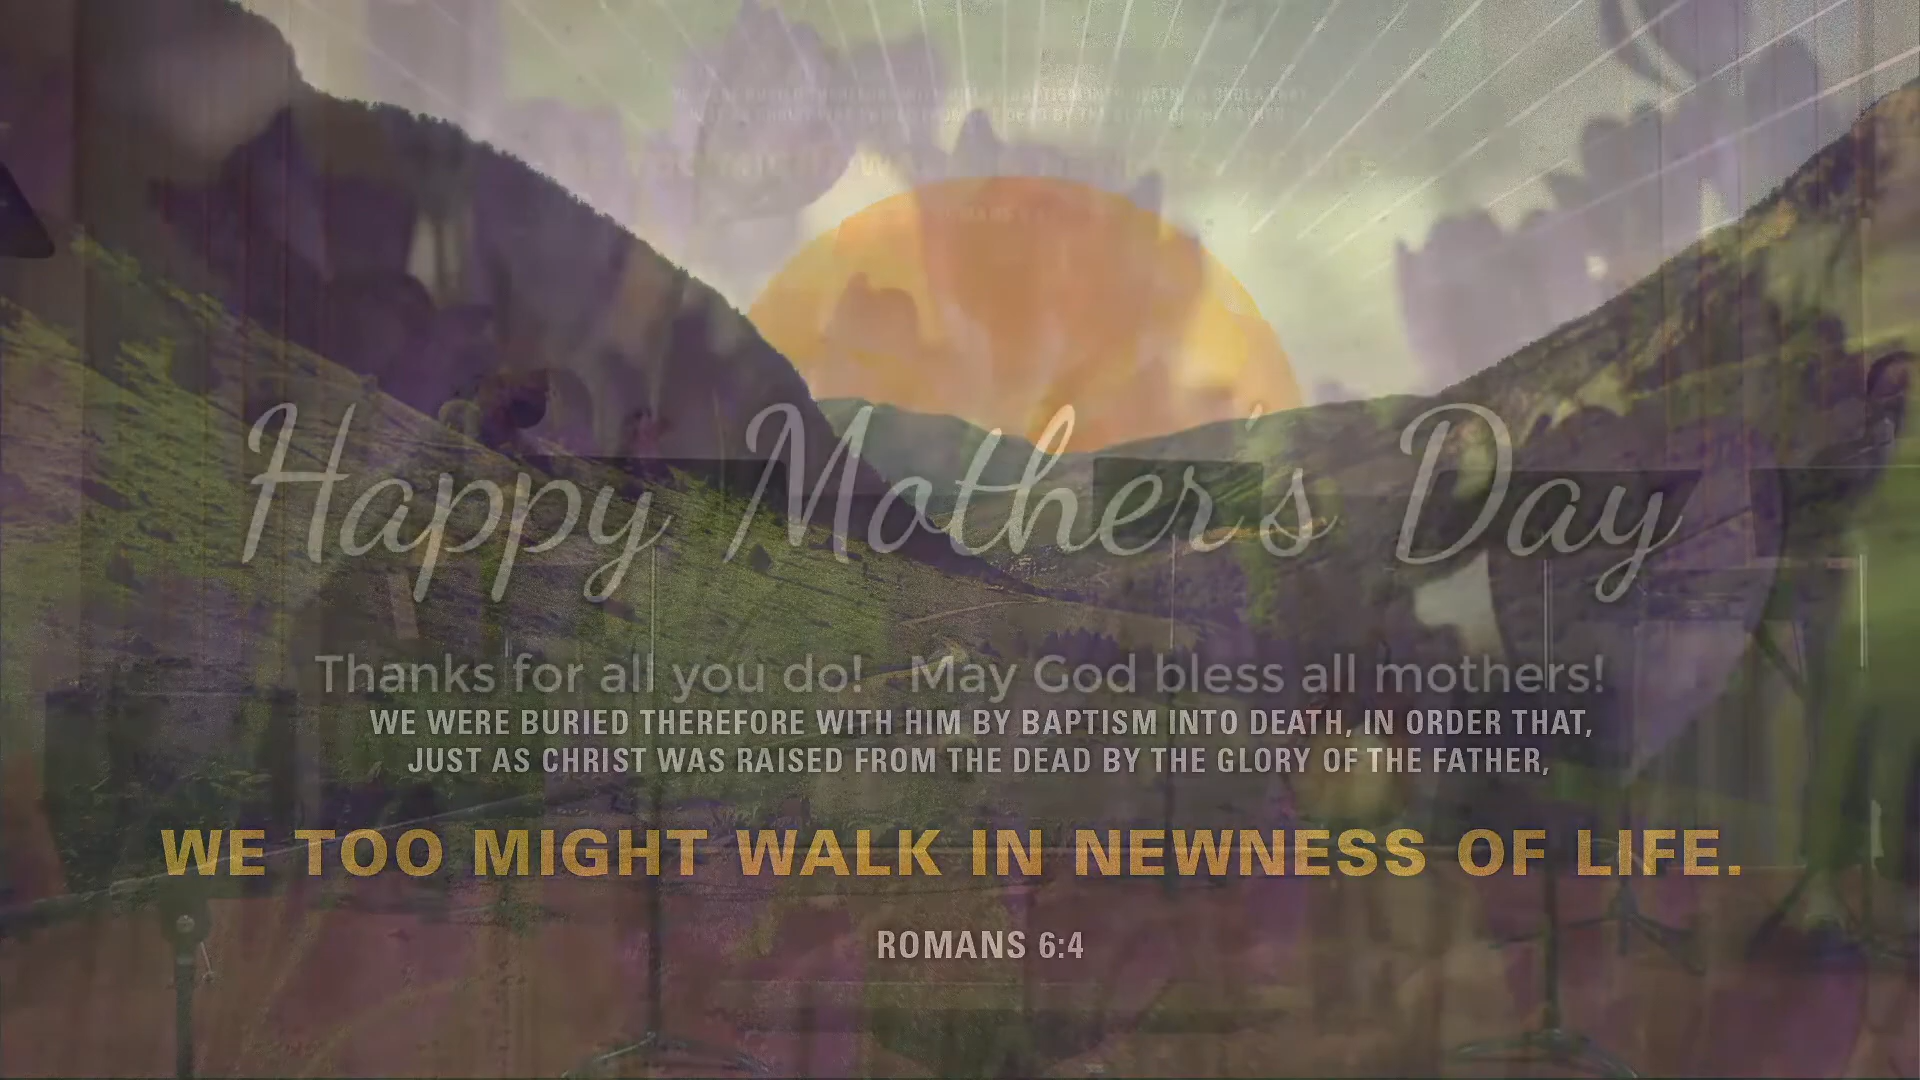 Happy Mother's Day
Thanks for all you do! May God bless all mothers!
WE WERE BURIED THEREFORE WITH HIM BY BAPTISM INTO DEATH, IN ORDER THAT,
JUST AS CHRIST WAS RAISED FROM THE DEAD BY THE GLORY OF THE FATHER,
WE TOO MIGHT WALK IN NEWNESS OF LIFE.
ROMANS 6:4